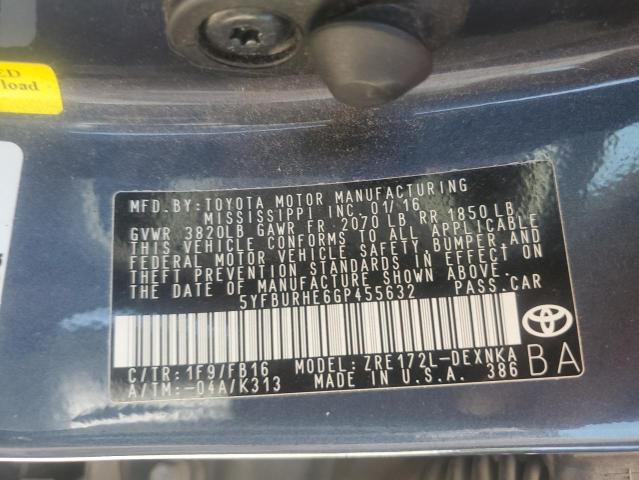 ED
load
MFD.BY:TOYOTA MOTOR MANUFACTURING
MISSISSIPPI INC. 01/16
GVWR 3820LB GAWR FR 2070 LB RR 1850 LB
THIS VEHICLE CONFORMS TO ALL APPLICABLE
FEDERAL MOTOR VEHICLE SAFETY, BUMPER, AND
THEFT PREVENTION STANDARDS IN EFFECT ON
THE DATE OF MANUFACTURE SHOWN ABOVE.
5YFBURHE6GP455632 PASS.CAR
C/TR:1F9/FB16 MODEL:ZRE172L-DEXNKA
A/TM:-04A/K313 MADE IN U.S.A. 386
BA